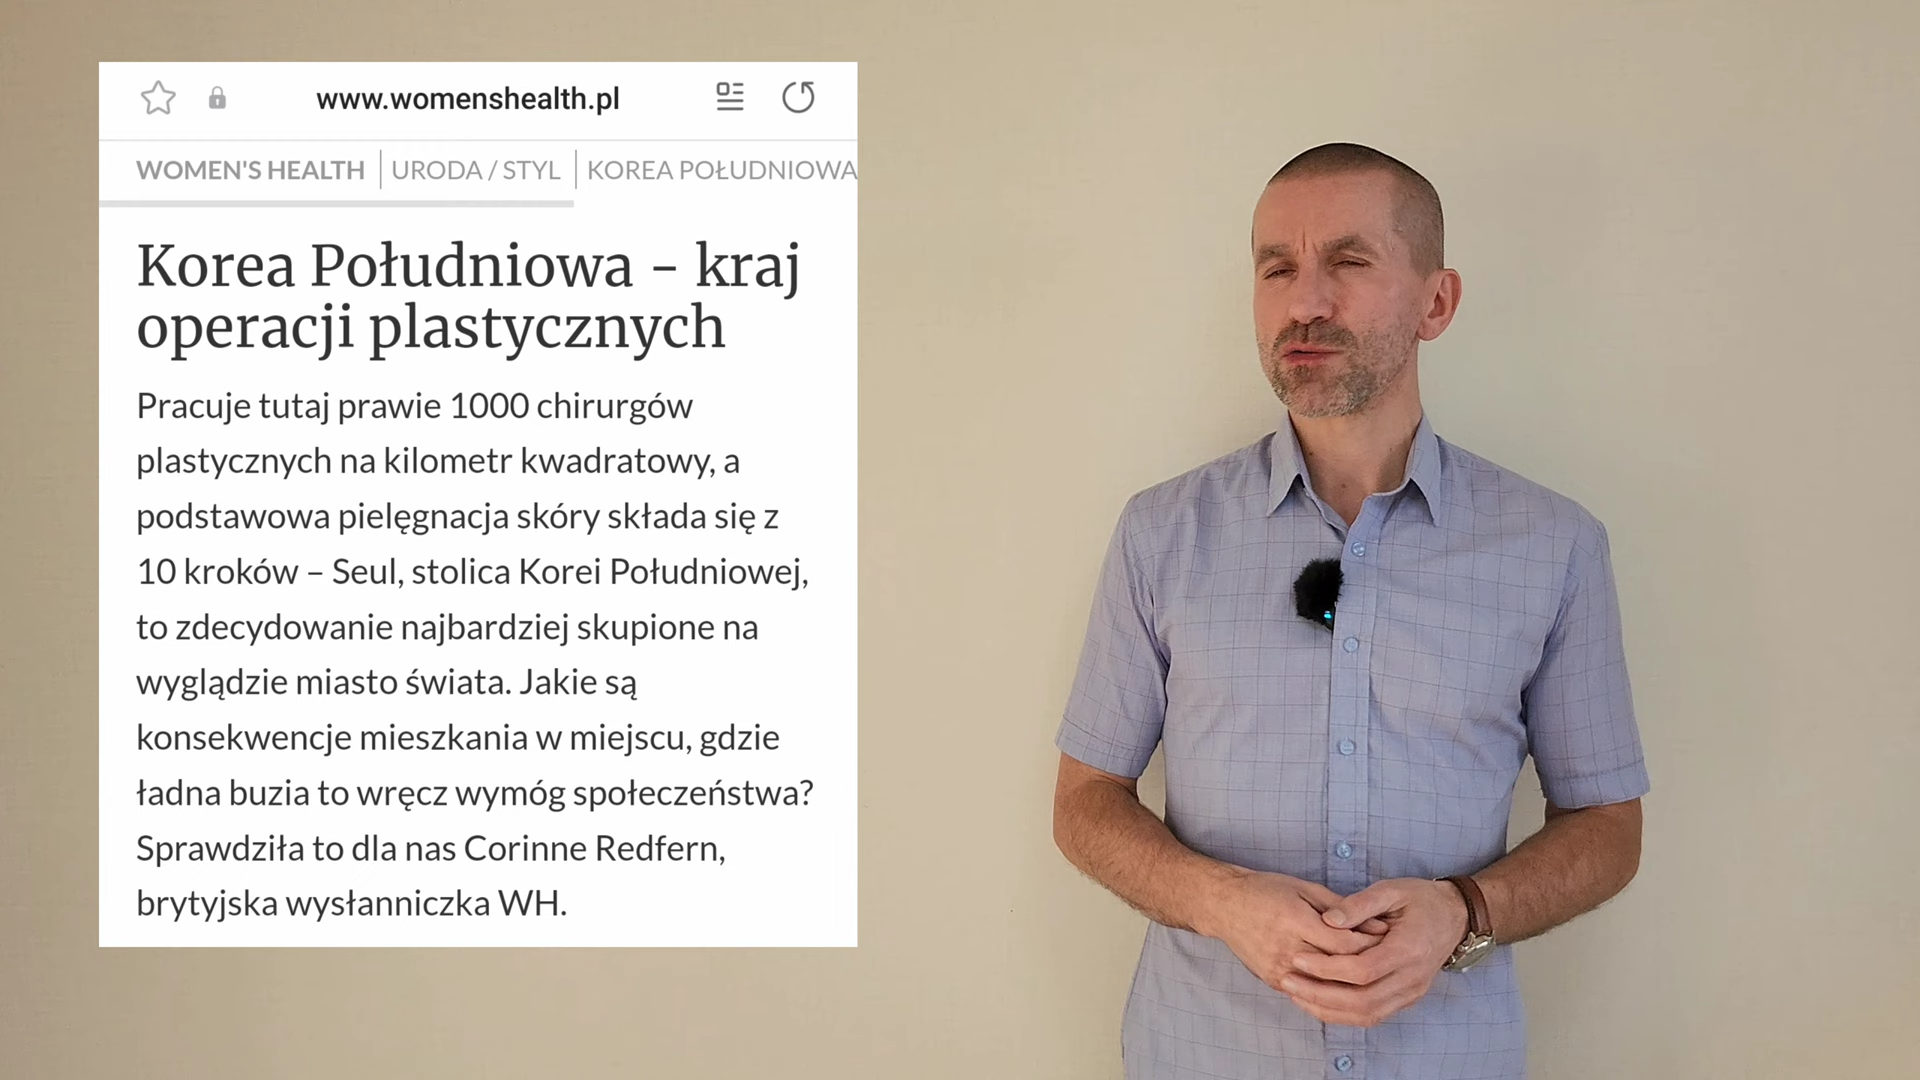 www.womenshealth.pl
WOMEN'S HEALTH | URODA / STYL | KOREA POŁUDNIOWA
Korea Południowa - kraj
operacji plastycznych
Pracuje tutaj prawie 1000 chirurgów
plastycznych na kilometr kwadratowy, a
podstawowa pielęgnacja skóry składa się z
10 kroków – Seul, stolica Korei Południowej,
to zdecydowanie najbardziej skupione na
wyglądzie miasto świata. Jakie są
konsekwencje mieszkania w miejscu, gdzie
ładna buzia to wręcz wymóg społeczeństwa?
Sprawdziła to dla nas Corinne Redfern,
brytyjska wysłanniczka WH.